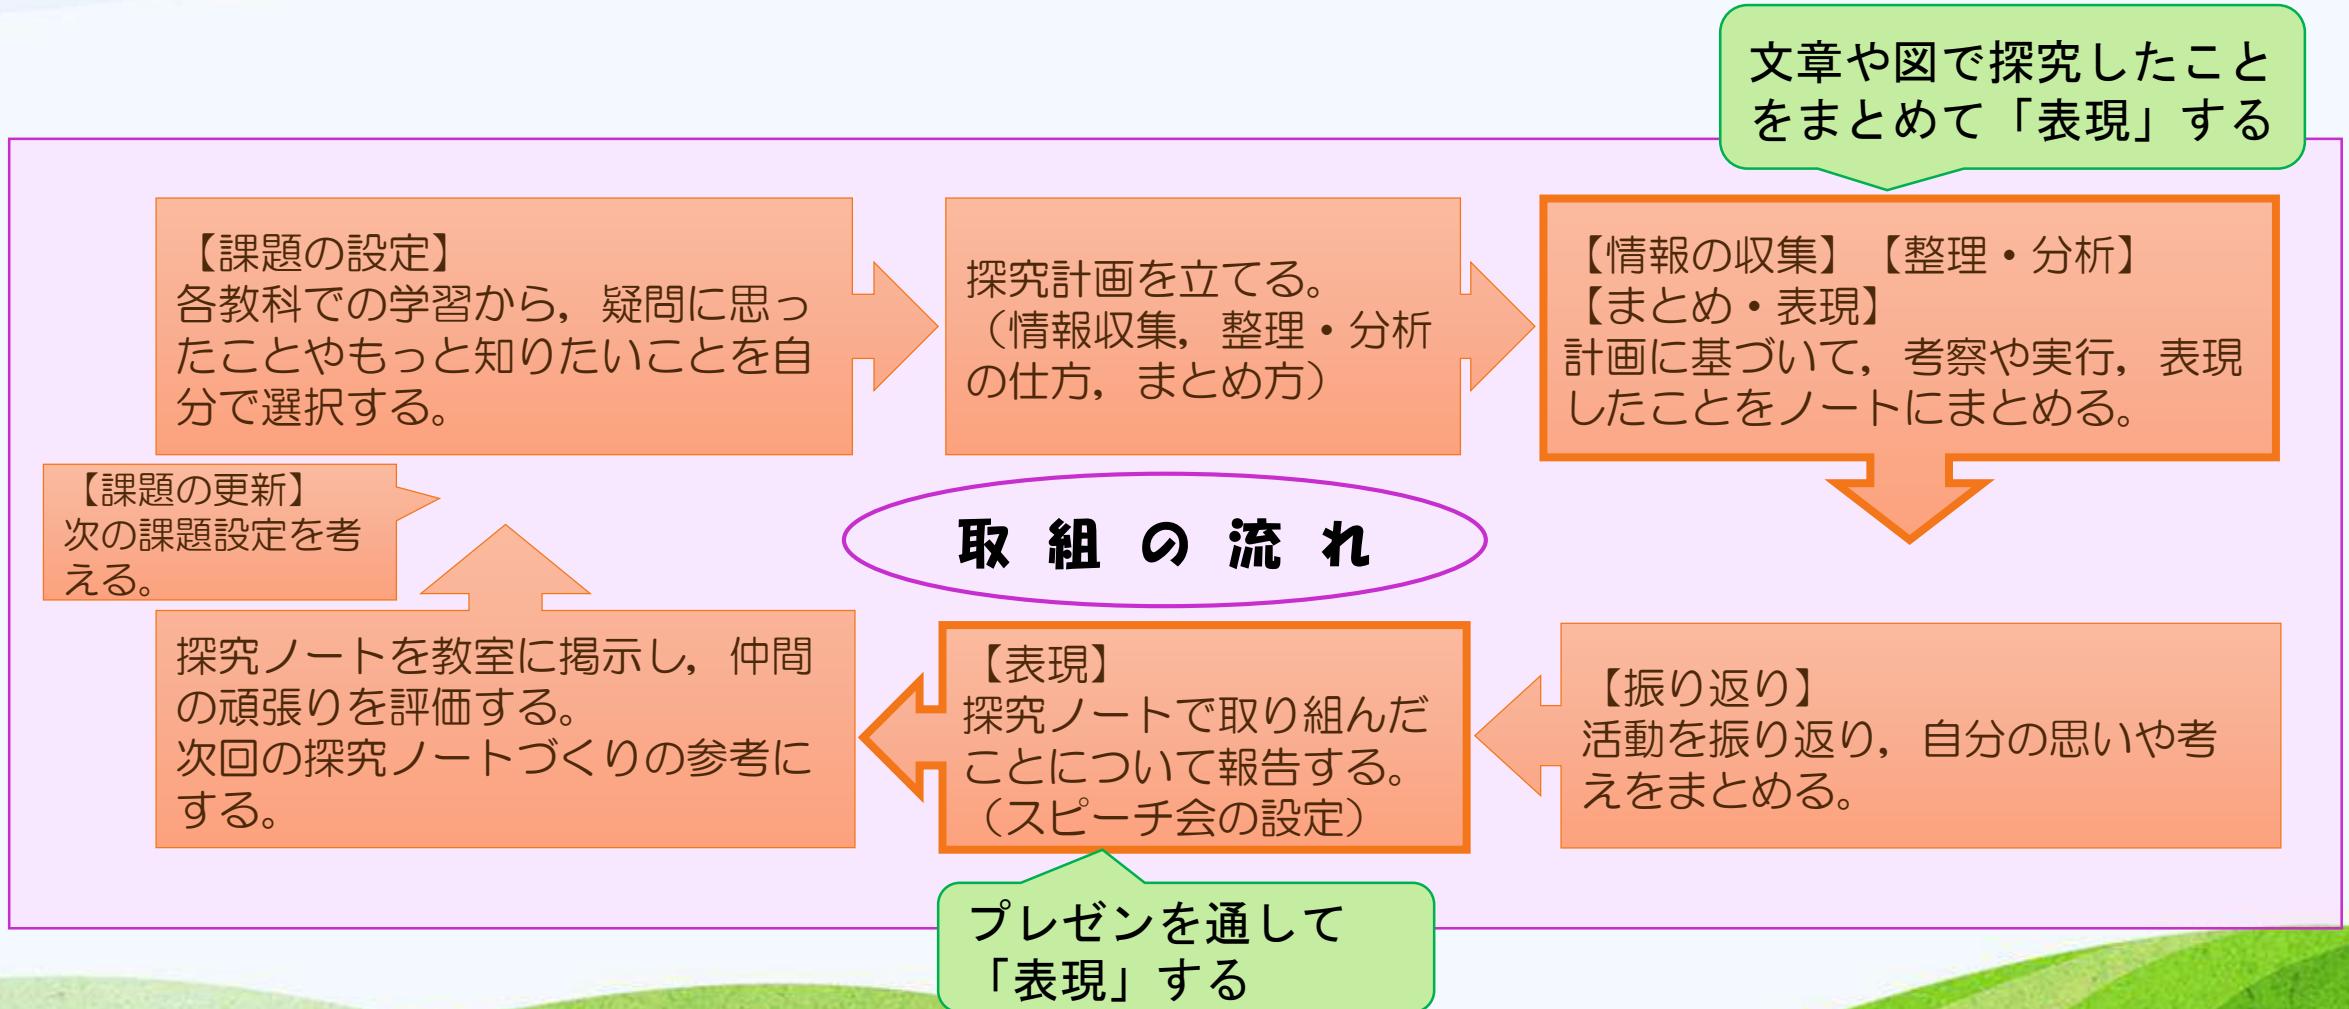 文章や図で探究したこと
をまとめて「表現」する
【課題の設定】
各教科での学習から，疑問に思っ
たことやもっと知りたいことを自
分で選択する。
探究計画を立てる。
（情報収集，整理・分析
の仕方，まとめ方）
【情報の収集】【整理・分析】
【まとめ・表現】
計画に基づいて，考察や実行，表現
したことをノートにまとめる。
【課題の更新】
次の課題設定を考
える。
取組の流れ
探究ノートを教室に掲示し，仲間
の頑張りを評価する。
次回の探究ノートづくりの参考に
する。
【表現】
探究ノートで取り組んだ
ことについて報告する。
（スピーチ会の設定）
【振り返り】
活動を振り返り，自分の思いや考
えをまとめる。
プレゼンを通して
「表現」する